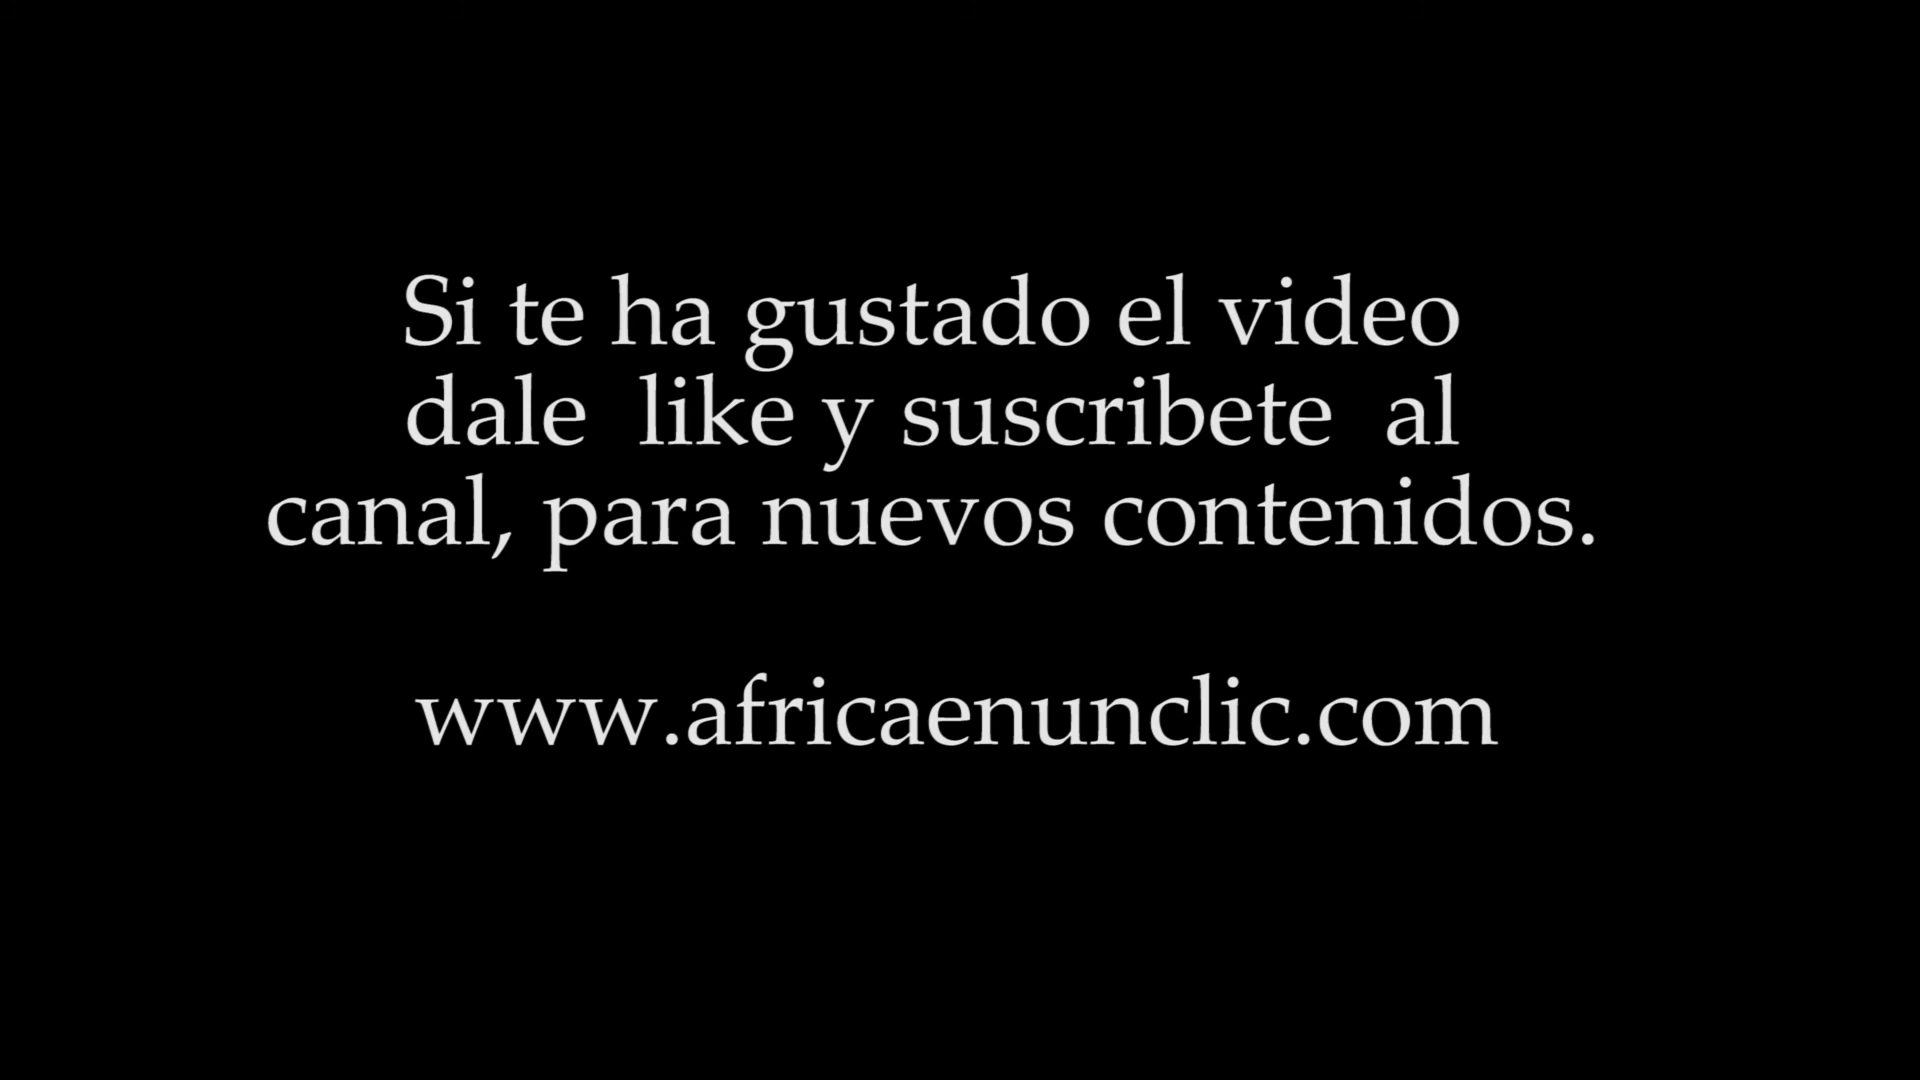 Si te ha gustado el video
dale  like y suscribete  al
canal, para nuevos contenidos.
www.africaenunclic.com